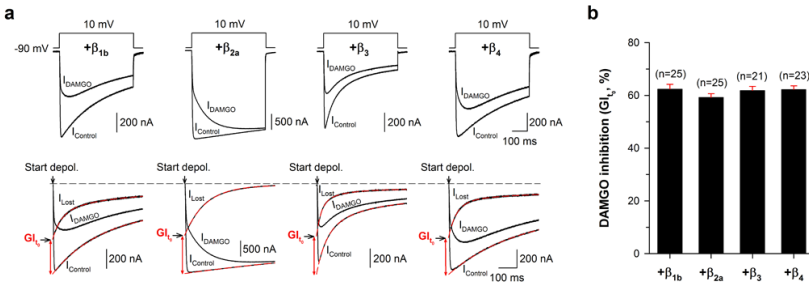 a
10 mV 10 mV 10 mV 10 mV
-90 mV +β1b +β2a +β3 +β4
IDAMGO IDAMGO IDAMGO IDAMGO
IControl IControl IControl IControl
200 nA 500 nA 200 nA 200 nA
100 ms
Start depol. Start depol. Start depol. Start depol.
ILost ILost ILost
IDAMGO IDAMGO IDAMGO IDAMGO
GIt0 GIt0 GIt0 GIt0
IControl IControl IControl IControl
200 nA 500 nA 200 nA 200 nA
100 ms
b
DAMGO inhibition (GIt0, %)
80
60
40
20
0
(n=25) (n=25) (n=21) (n=23)
+β1b +β2a +β3 +β4